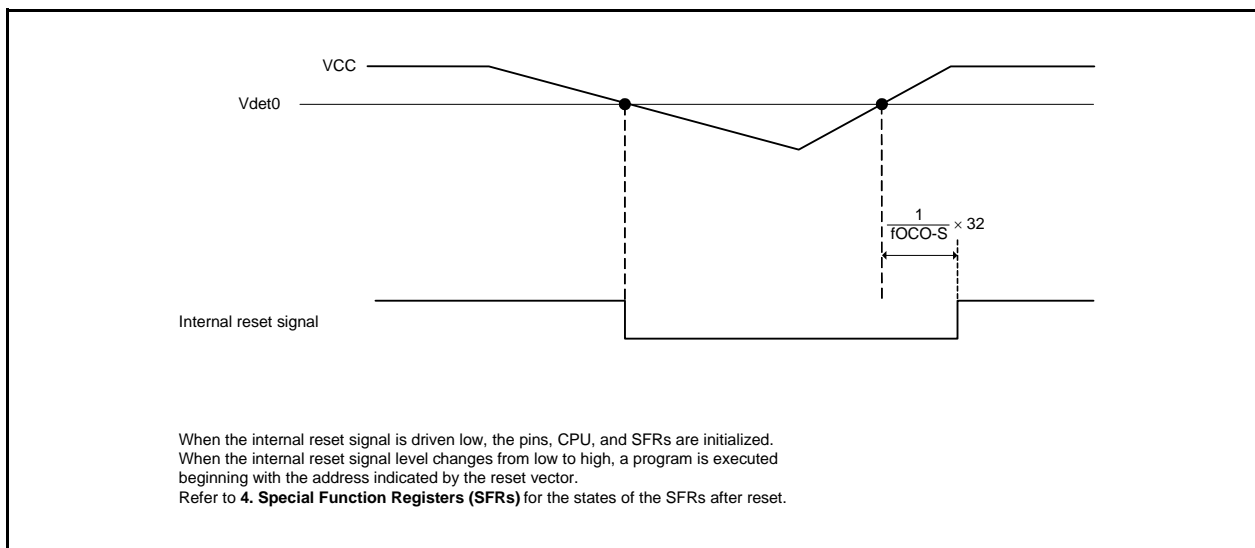 VCC
Vdet0
1
fOCO-S × 32
Internal reset signal
When the internal reset signal is driven low, the pins, CPU, and SFRs are initialized.
When the internal reset signal level changes from low to high, a program is executed
beginning with the address indicated by the reset vector.
Refer to 4. Special Function Registers (SFRs) for the states of the SFRs after reset.